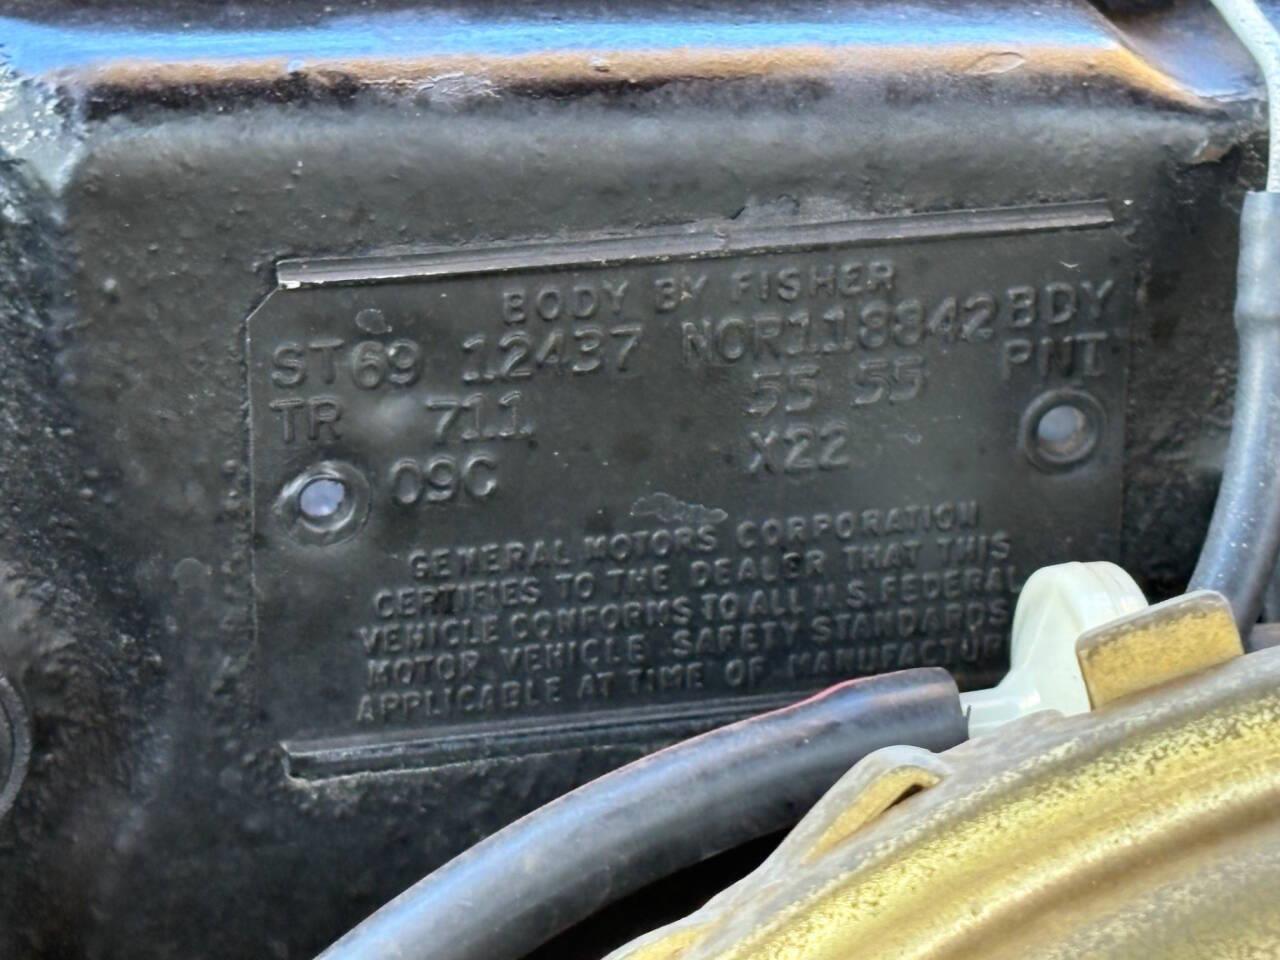 BODY BY FISHER
ST69 12437 NOR118842 BDY
TR 711 55 55 PNT
09C X22
GENERAL MOTORS CORPORATION
CERTIFIES TO THE DEALER THAT THIS
VEHICLE CONFORMS TO ALL U.S. FEDERAL
MOTOR VEHICLE SAFETY STANDARDS
APPLICABLE AT TIME OF MANUFACTUR